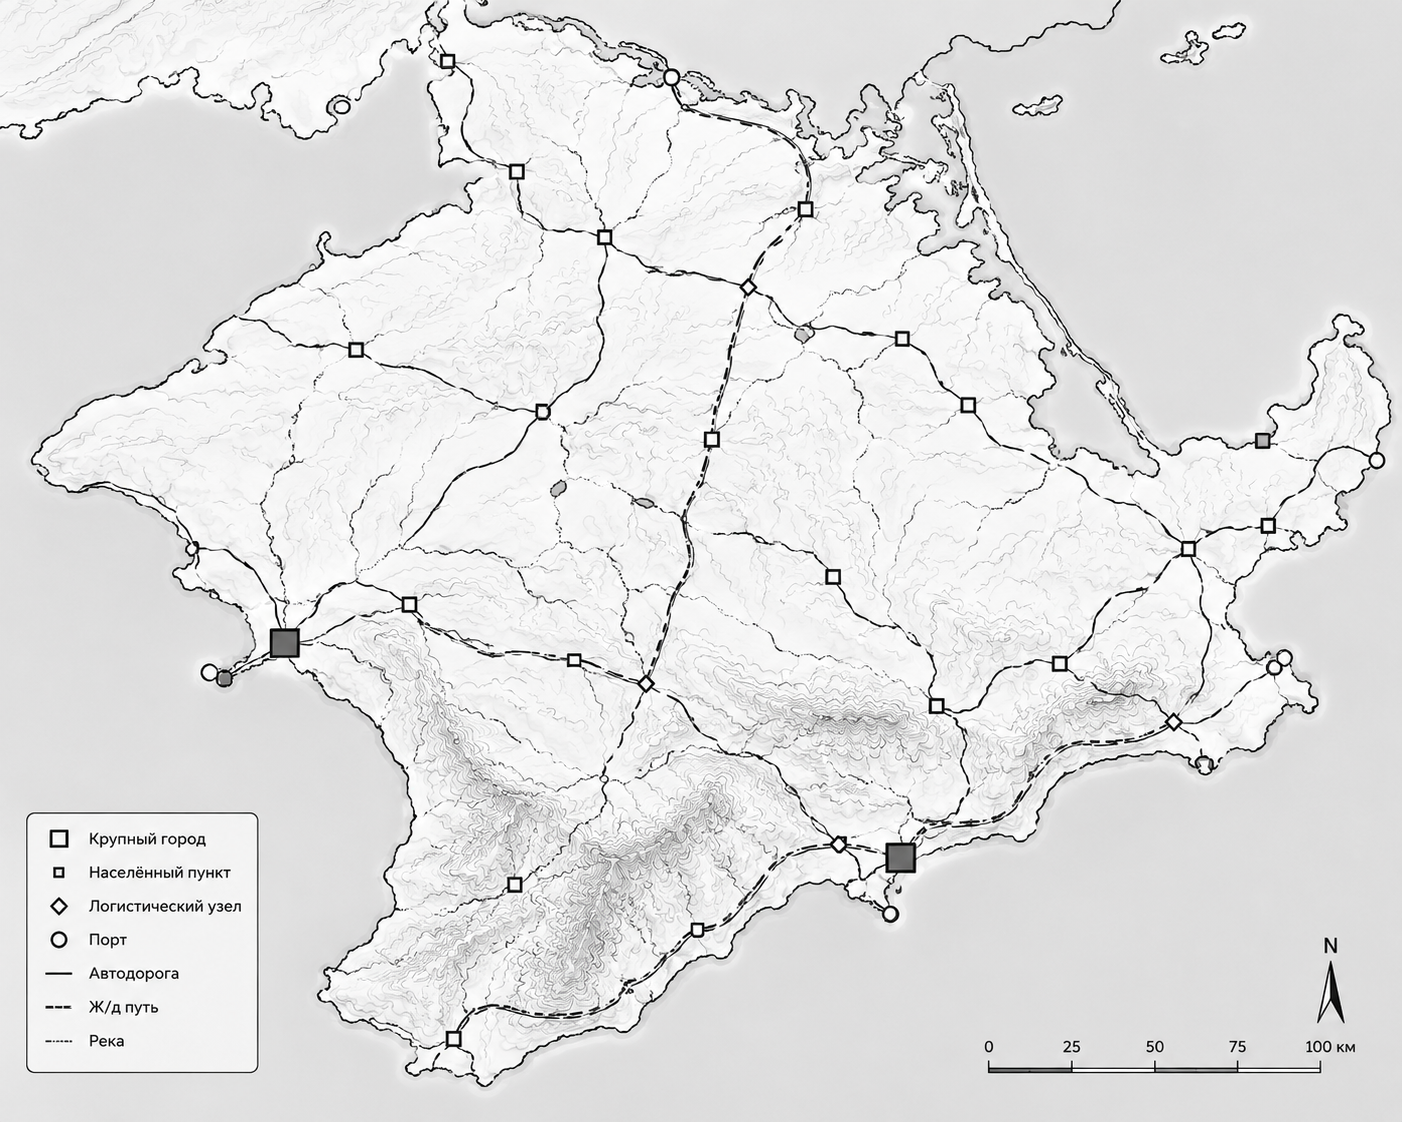 Крупный город
Населённый пункт
Логистический узел
Порт
Автодорога
Ж/д путь
Река
N
0 25 50 75 100 км